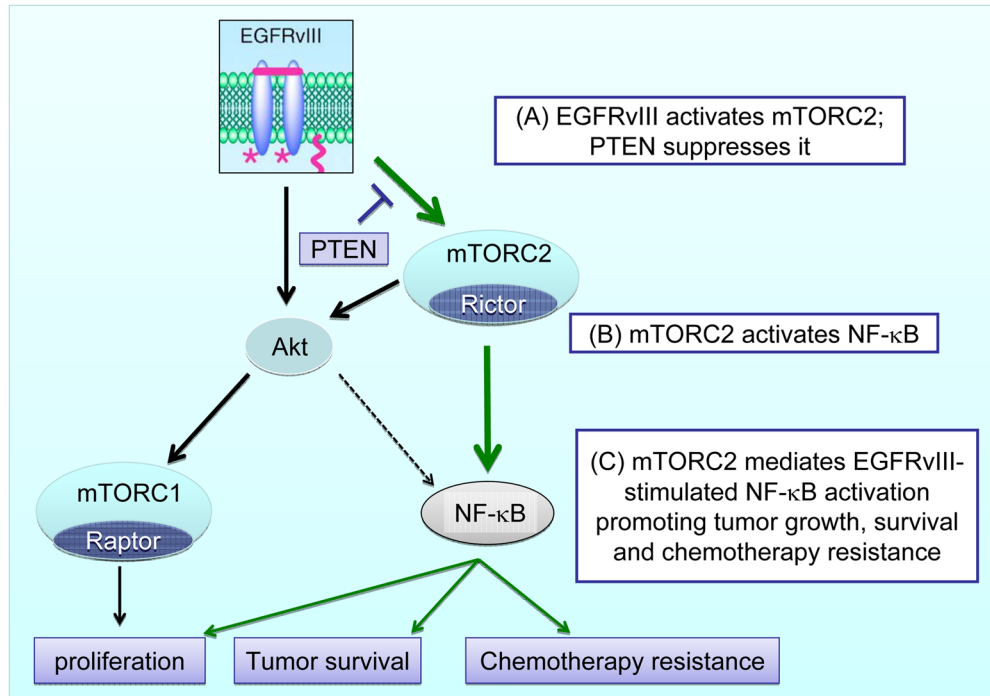 EGFRvIII
(A) EGFRvIII activates mTORC2;
PTEN suppresses it
PTEN
mTORC2
Rictor
(B) mTORC2 activates NF-κB
Akt
(C) mTORC2 mediates EGFRvIII-
stimulated NF-κB activation
promoting tumor growth, survival
and chemotherapy resistance
mTORC1
Raptor
NF-κB
proliferation
Tumor survival
Chemotherapy resistance